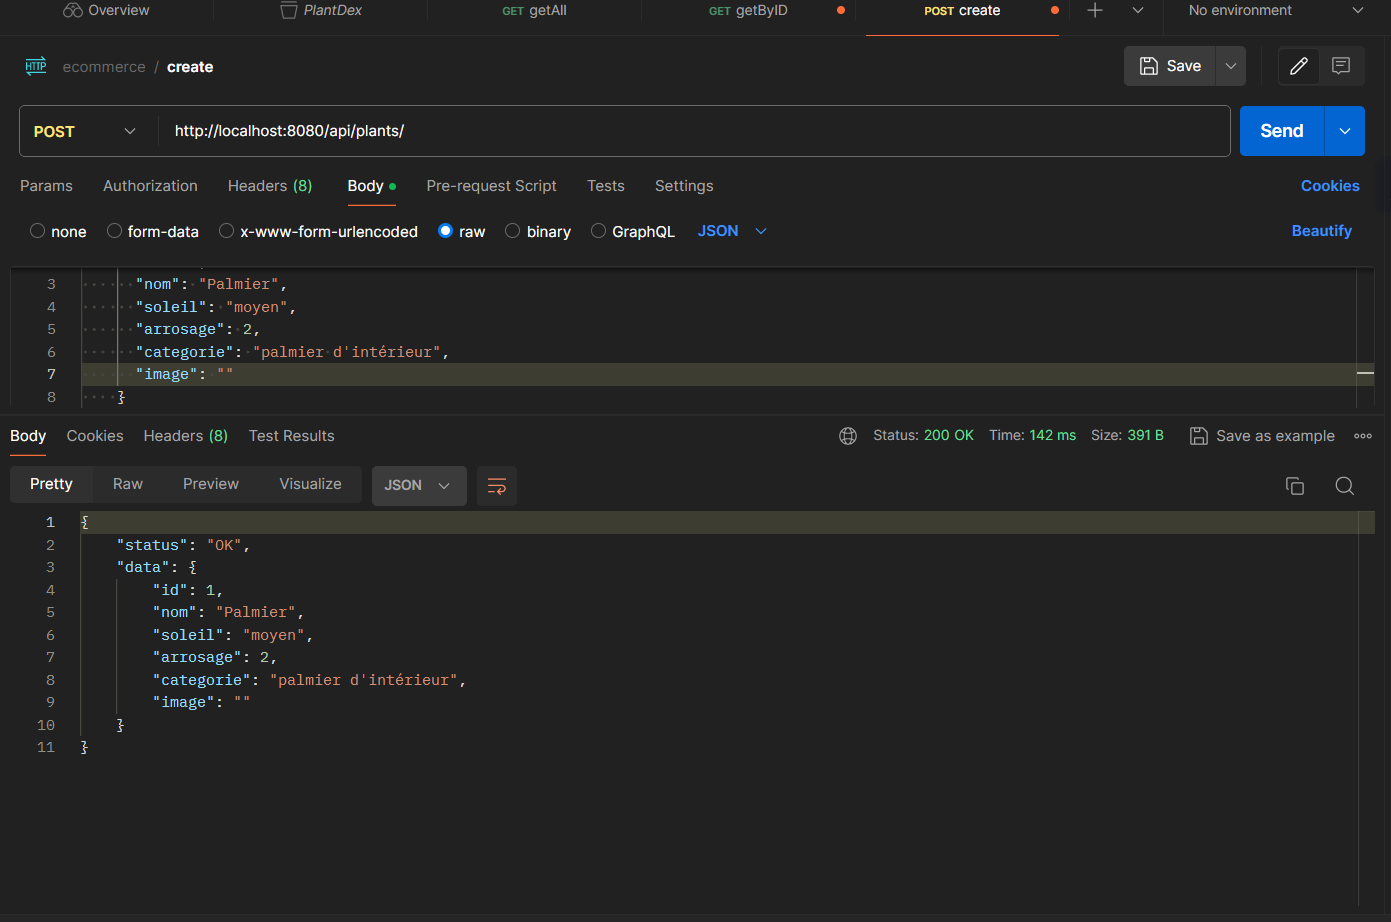 Overview PlantDex GET getAll GET getByID POST create No environment
HTTP ecommerce / create Save
POST http://localhost:8080/api/plants/ Send
Params Authorization Headers (8) Body Pre-request Script Tests Settings Cookies
none form-data x-www-form-urlencoded raw binary GraphQL JSON Beautify
3 "nom": "Palmier",
4 "soleil": "moyen",
5 "arrosage": 2,
6 "categorie": "palmier d'intérieur",
7 "image": ""
8 }
Body Cookies Headers (8) Test Results Status: 200 OK Time: 142 ms Size: 391 B Save as example
Pretty Raw Preview Visualize JSON
1 {
2 "status": "OK",
3 "data": {
4 "id": 1,
5 "nom": "Palmier",
6 "soleil": "moyen",
7 "arrosage": 2,
8 "categorie": "palmier d'intérieur",
9 "image": ""
10 }
11 }